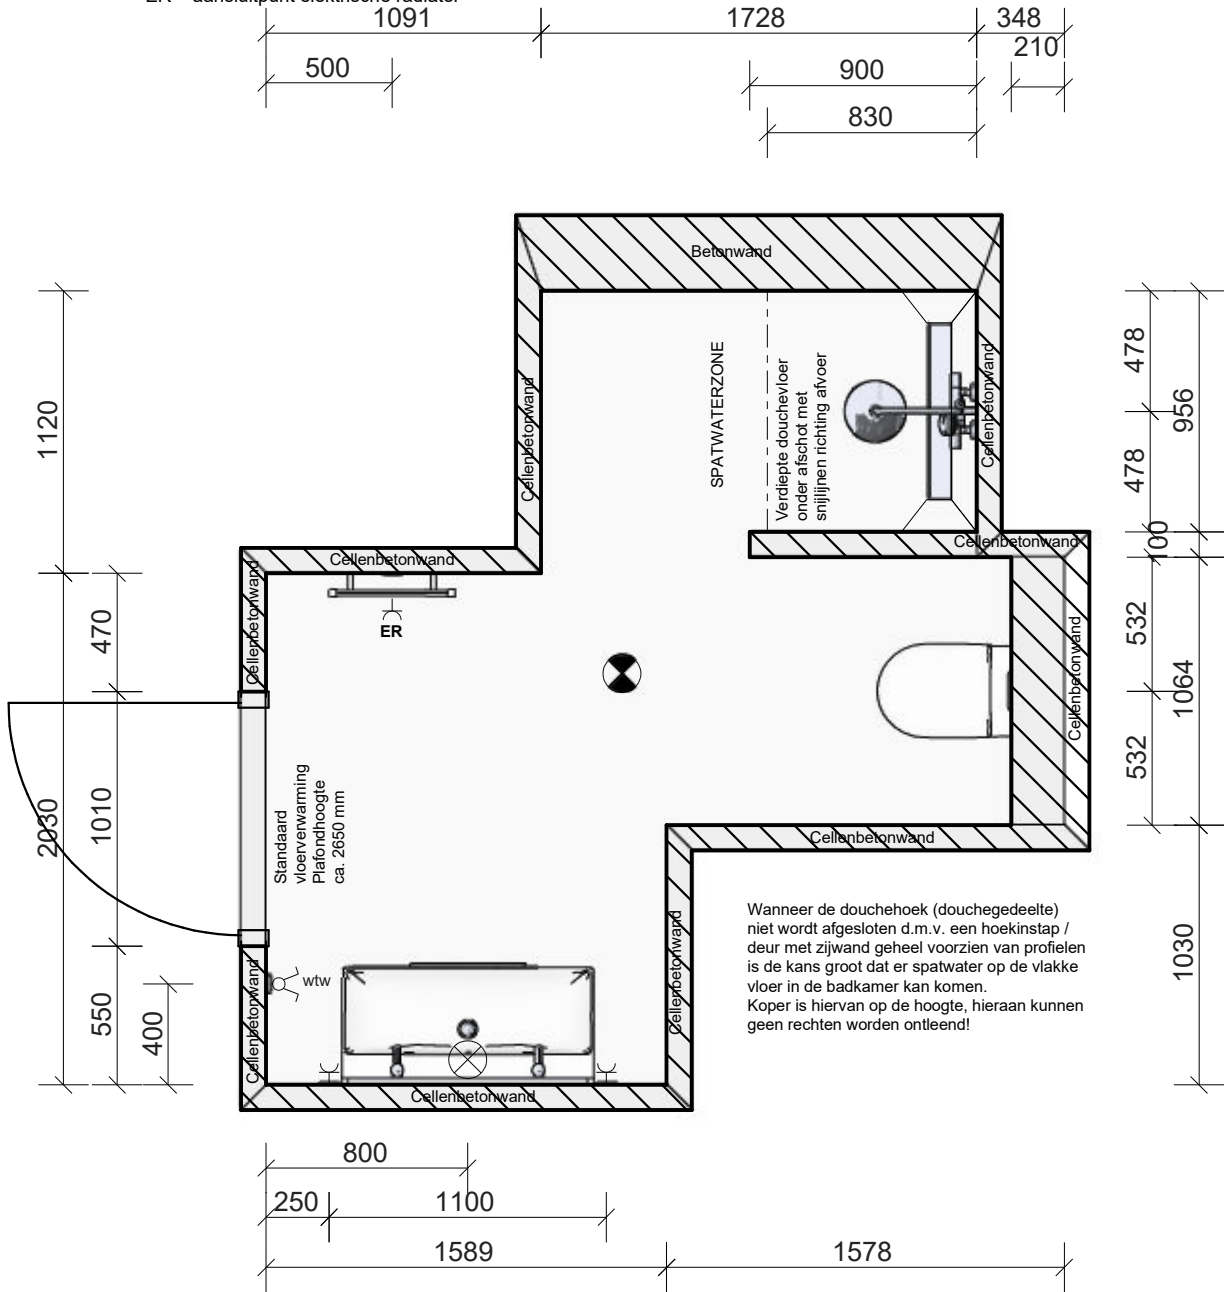 1091
1728
348
210
500
900
830
Betonwand
Cellenbetonwand
SPATWATERZONE
Verdiepte douchevloer
onder afschot met
snijlijnen richting afvoer
Cellenbetonwand
1120
478
956
478
100
Cellenbetonwand
Cellenbetonwand
Cellenbetonwand
ER
470
532
1064
532
Cellenbetonwand
2030
1010
Standaard
vloerverwarming
Plafondhoogte
ca. 2650 mm
Cellenbetonwand
Wanneer de douchehoek (douchegedeelte)
niet wordt afgesloten d.m.v. een hoekinstap /
deur met zijwand geheel voorzien van profielen
is de kans groot dat er spatwater op de vlakke
vloer in de badkamer kan komen.
Koper is hiervan op de hoogte, hieraan kunnen
geen rechten worden ontleend!
Cellenbetonwand
1030
wtw
550
400
Cellenbetonwand
Cellenbetonwand
800
250
1100
1589
1578